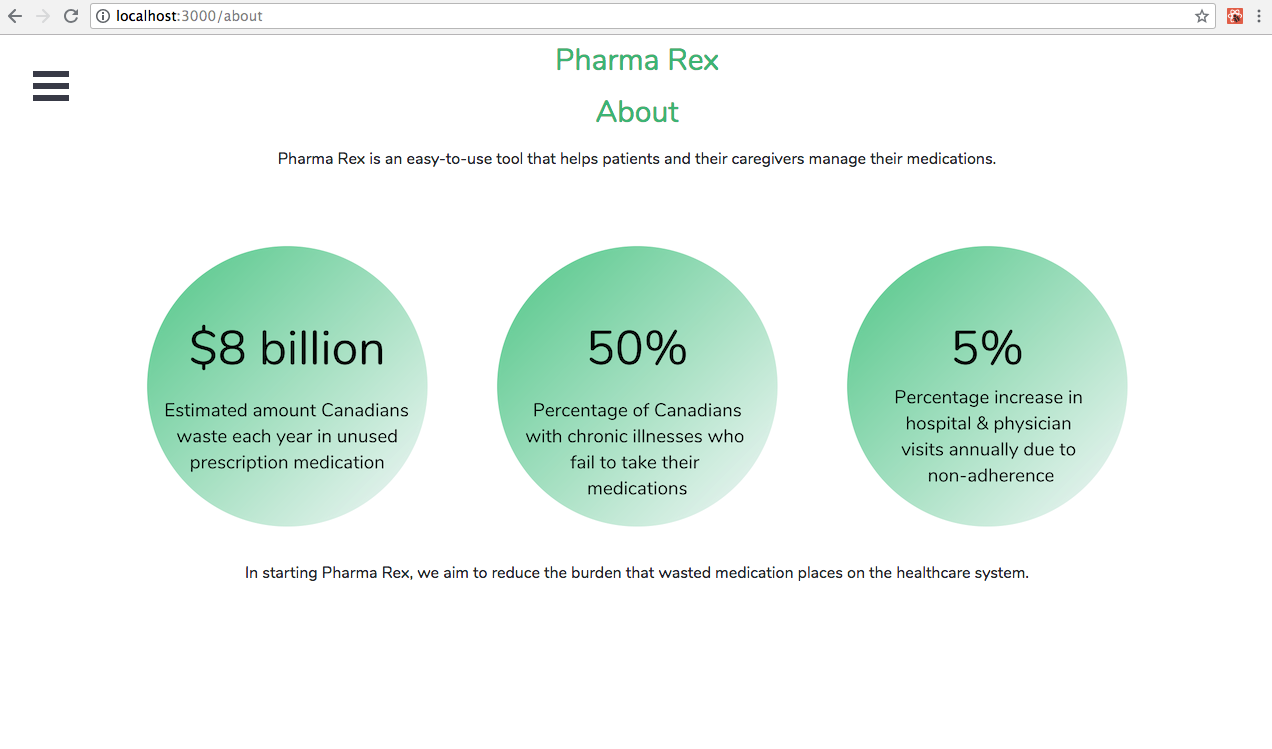 localhost:3000/about
Pharma Rex
About
Pharma Rex is an easy-to-use tool that helps patients and their caregivers manage their medications.
$8 billion
Estimated amount Canadians
waste each year in unused
prescription medication
50%
Percentage of Canadians
with chronic illnesses who
fail to take their
medications
5%
Percentage increase in
hospital & physician
visits annually due to
non-adherence
In starting Pharma Rex, we aim to reduce the burden that wasted medication places on the healthcare system.